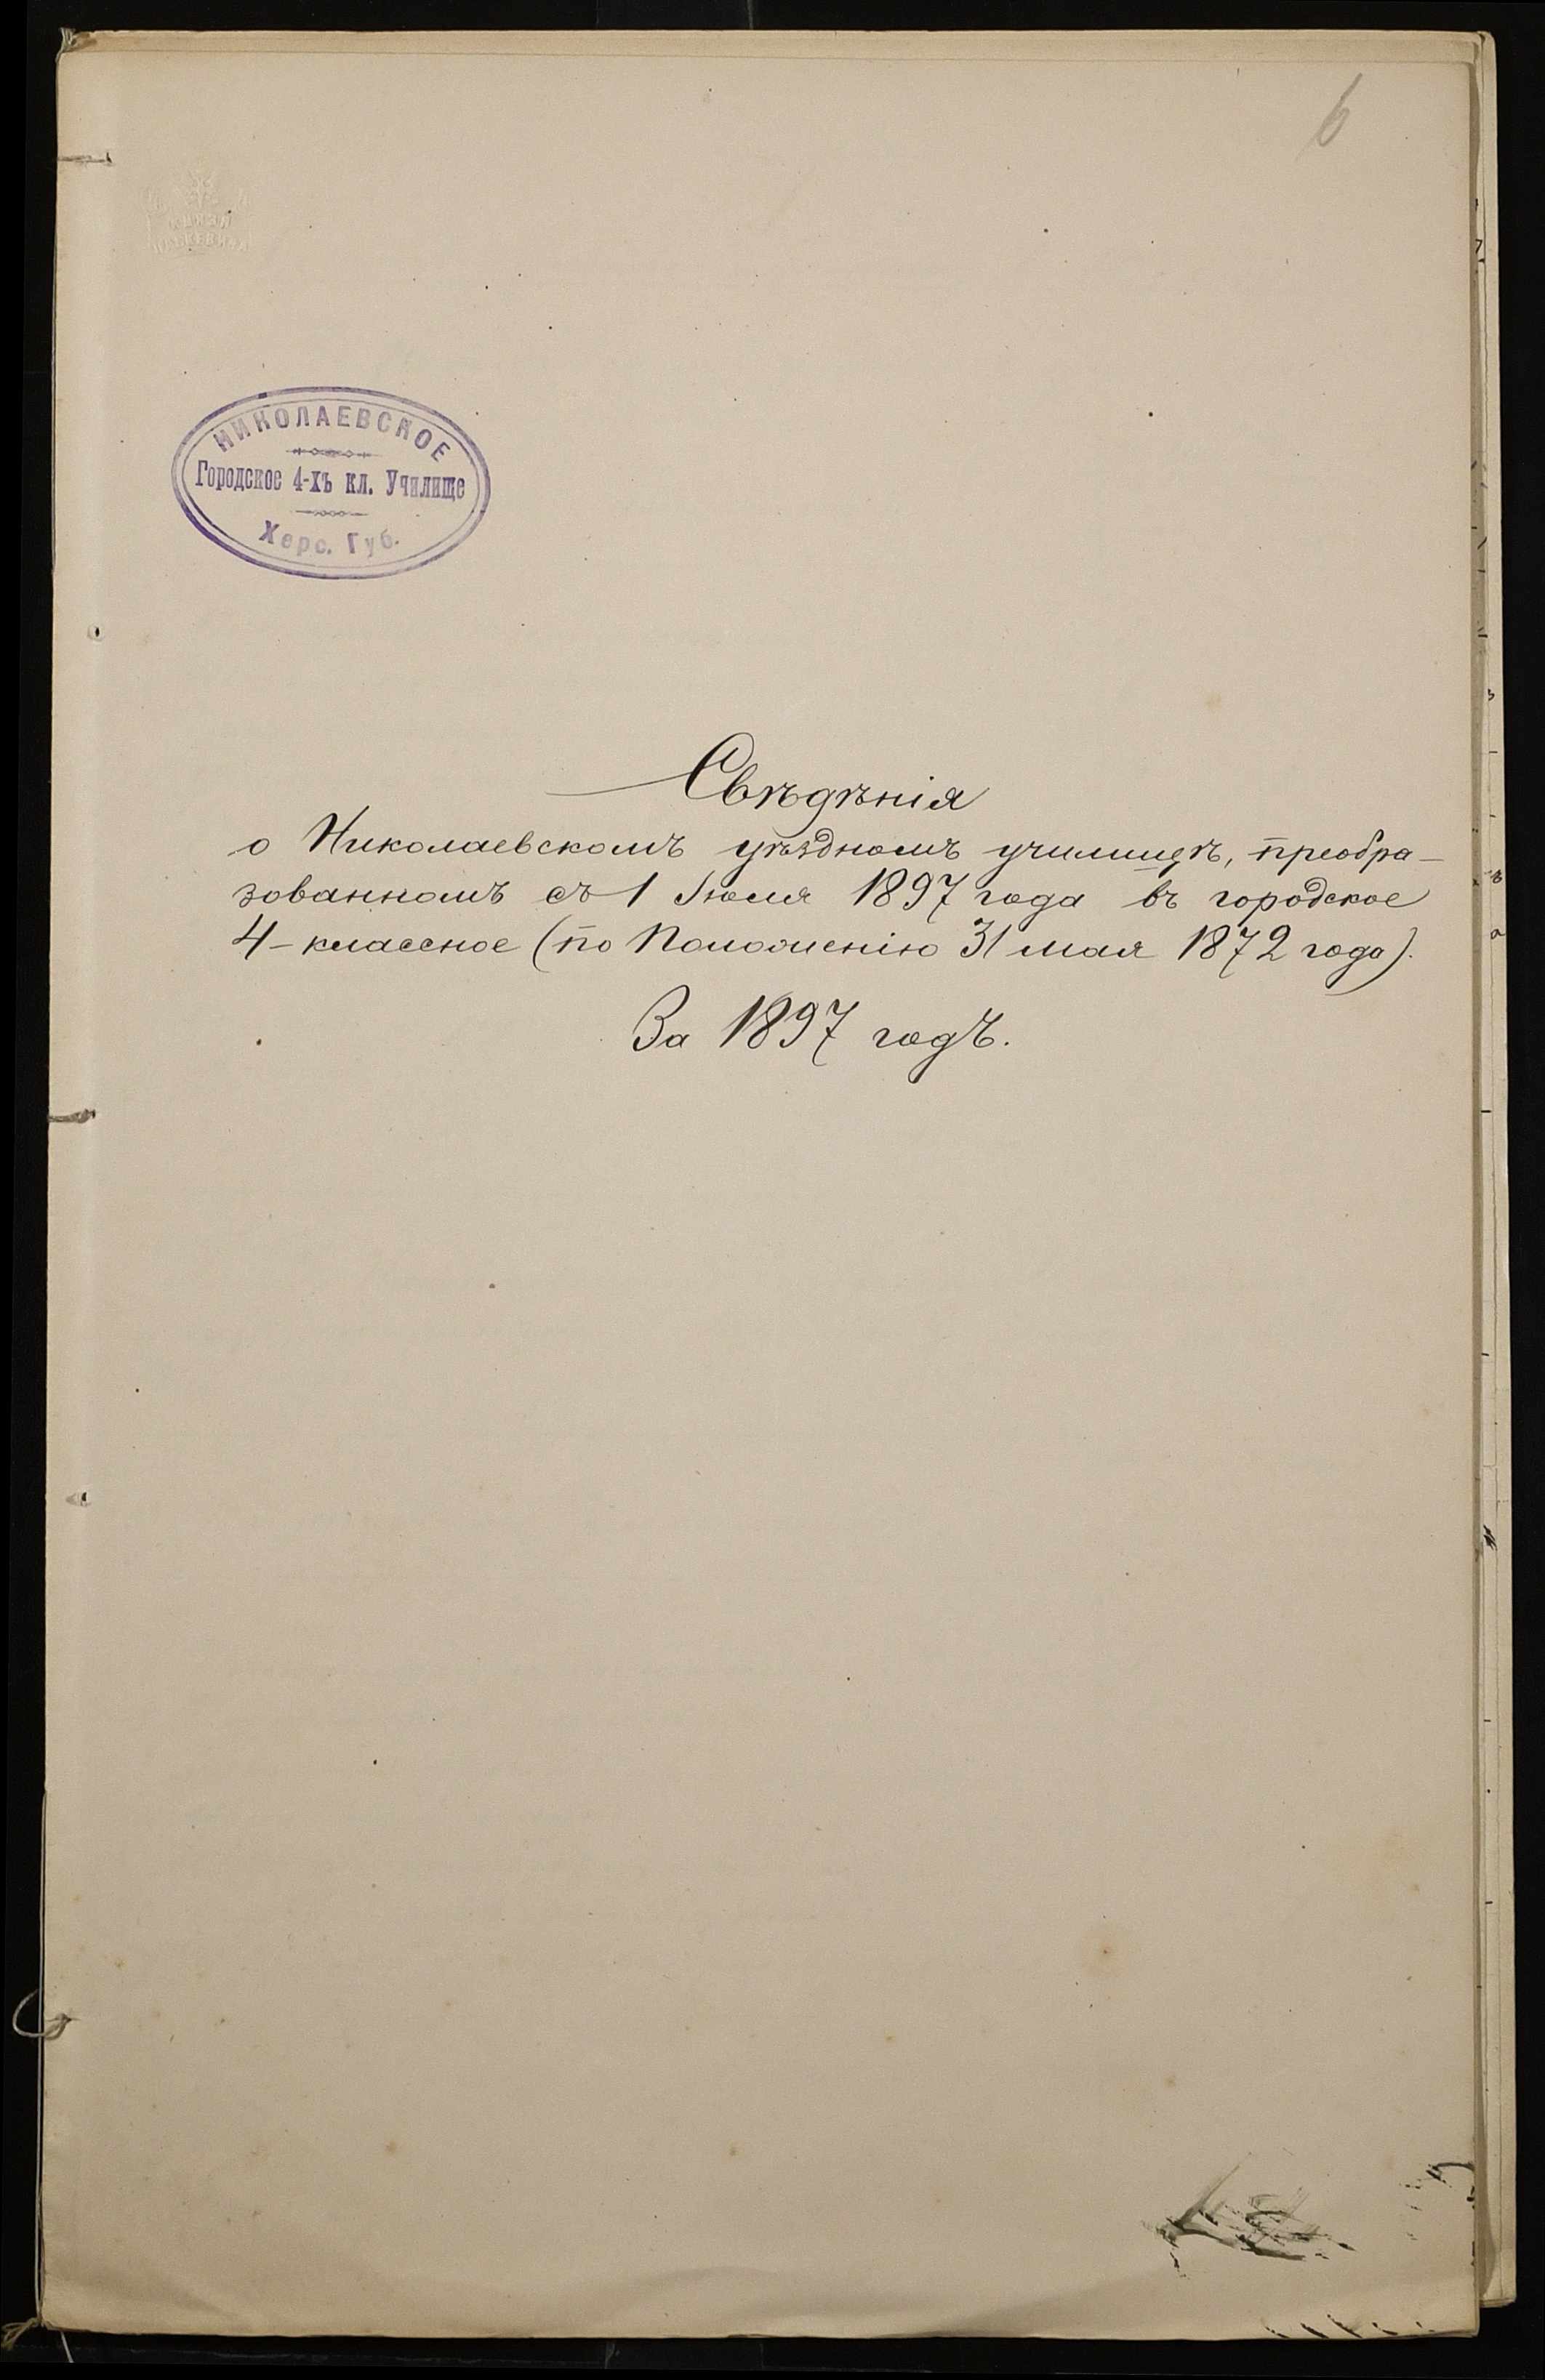 6
НИКОЛАЕВСКОЕ
Городское 4-хъ кл. Училище
Херс. Губ.
Свѣдѣнія
о Николаевскомъ уѣздномъ училищѣ, преобра-
зованномъ съ 1 Іюля 1897 года въ городское
4-классное (по Положенію 31 мая 1872 года).
За 1897 годъ.